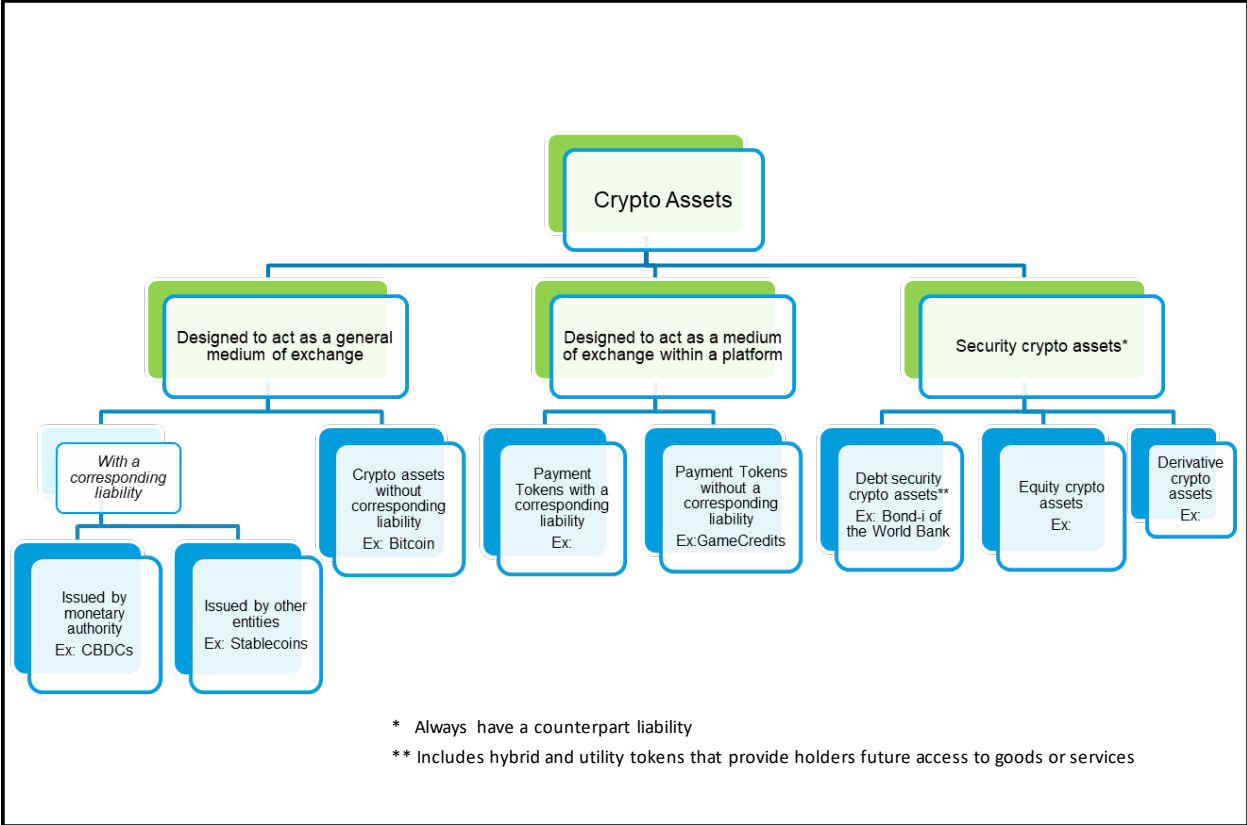 Crypto Assets
Designed to act as a general
medium of exchange
Designed to act as a medium
of exchange within a platform
Security crypto assets*
With a
corresponding
liability
Crypto assets
without
corresponding
liability
Ex: Bitcoin
Payment
Tokens with a
corresponding
liability
Ex:
Payment Tokens
without a
corresponding
liability
Ex:GameCredits
Debt security
crypto assets**
Ex: Bond-i of
the World Bank
Equity crypto
assets
Ex:
Derivative
crypto
assets
Ex:
Issued by
monetary
authority
Ex: CBDCs
Issued by other
entities
Ex: Stablecoins
* Always have a counterpart liability
** Includes hybrid and utility tokens that provide holders future access to goods or services